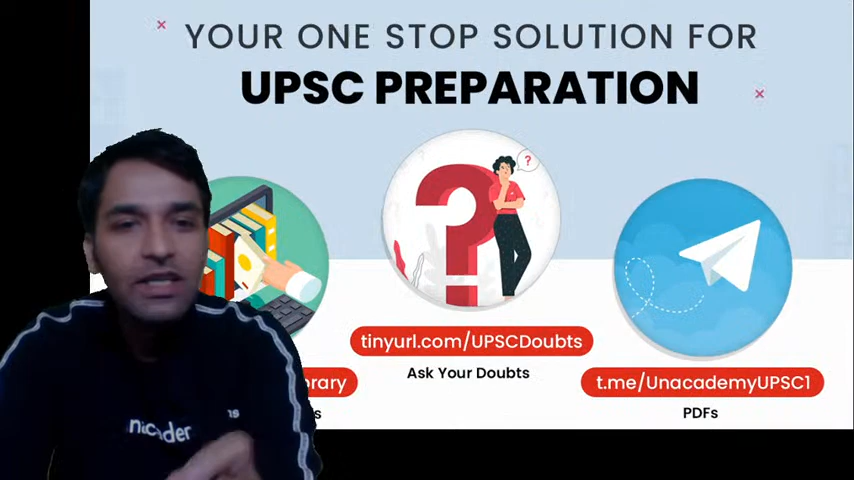 YOUR ONE STOP SOLUTION FOR
UPSC PREPARATION
?
tinyurl.com/UPSCDoubts
Ask Your Doubts
t.me/UnacademyUPSC1
PDFs